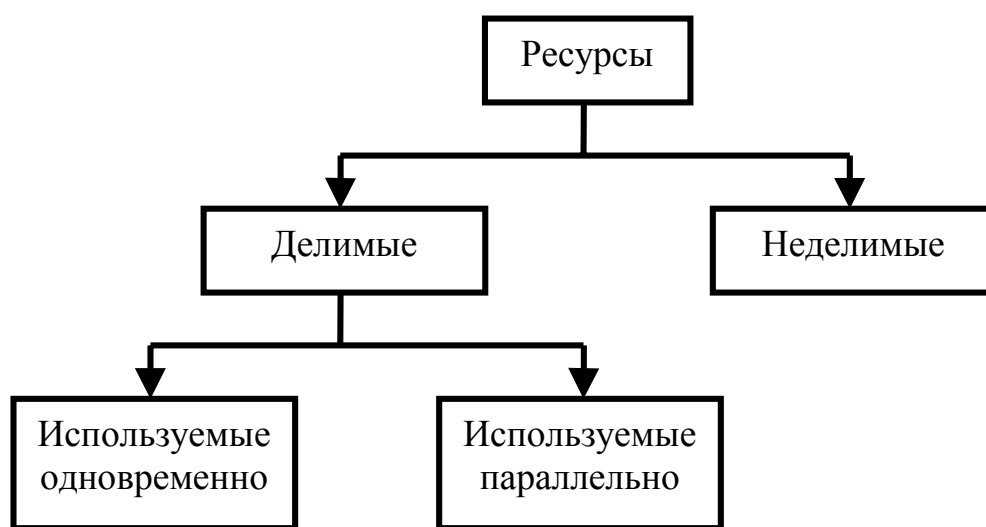 Ресурсы
Делимые
Неделимые
Используемые
одновременно
Используемые
параллельно